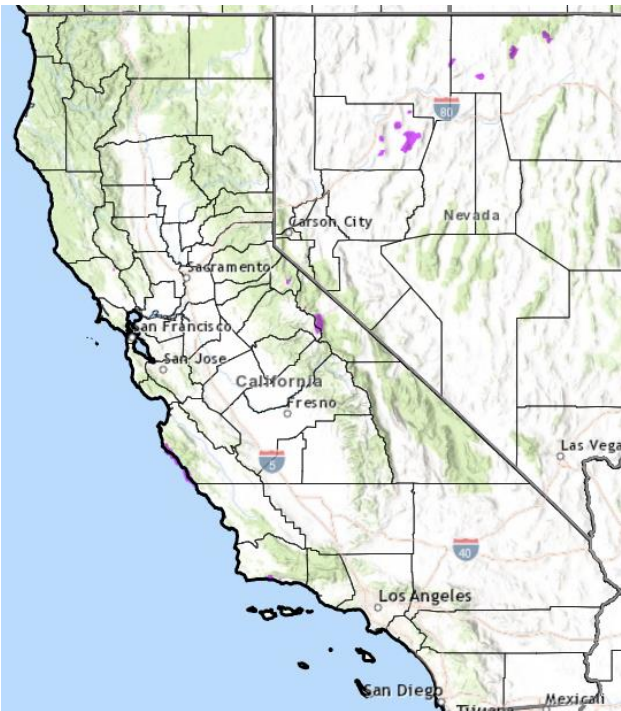 80
Carson City
Nevada
Sacramento
San Francisco
San Jose
California
Fresno
5
Las Vega
40
Los Angeles
San Diego
Tijuana
Mexicali